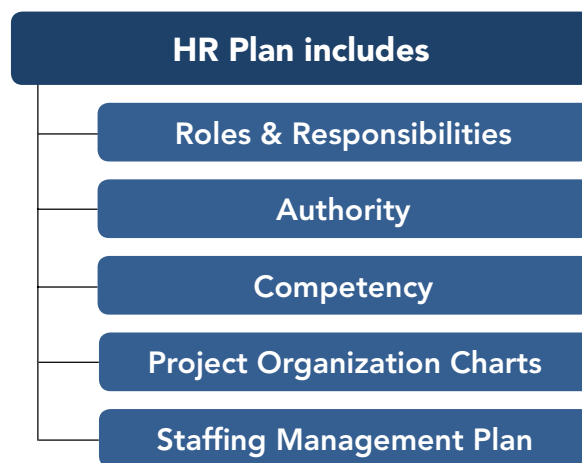 HR Plan includes
Roles & Responsibilities
Authority
Competency
Project Organization Charts
Staffing Management Plan